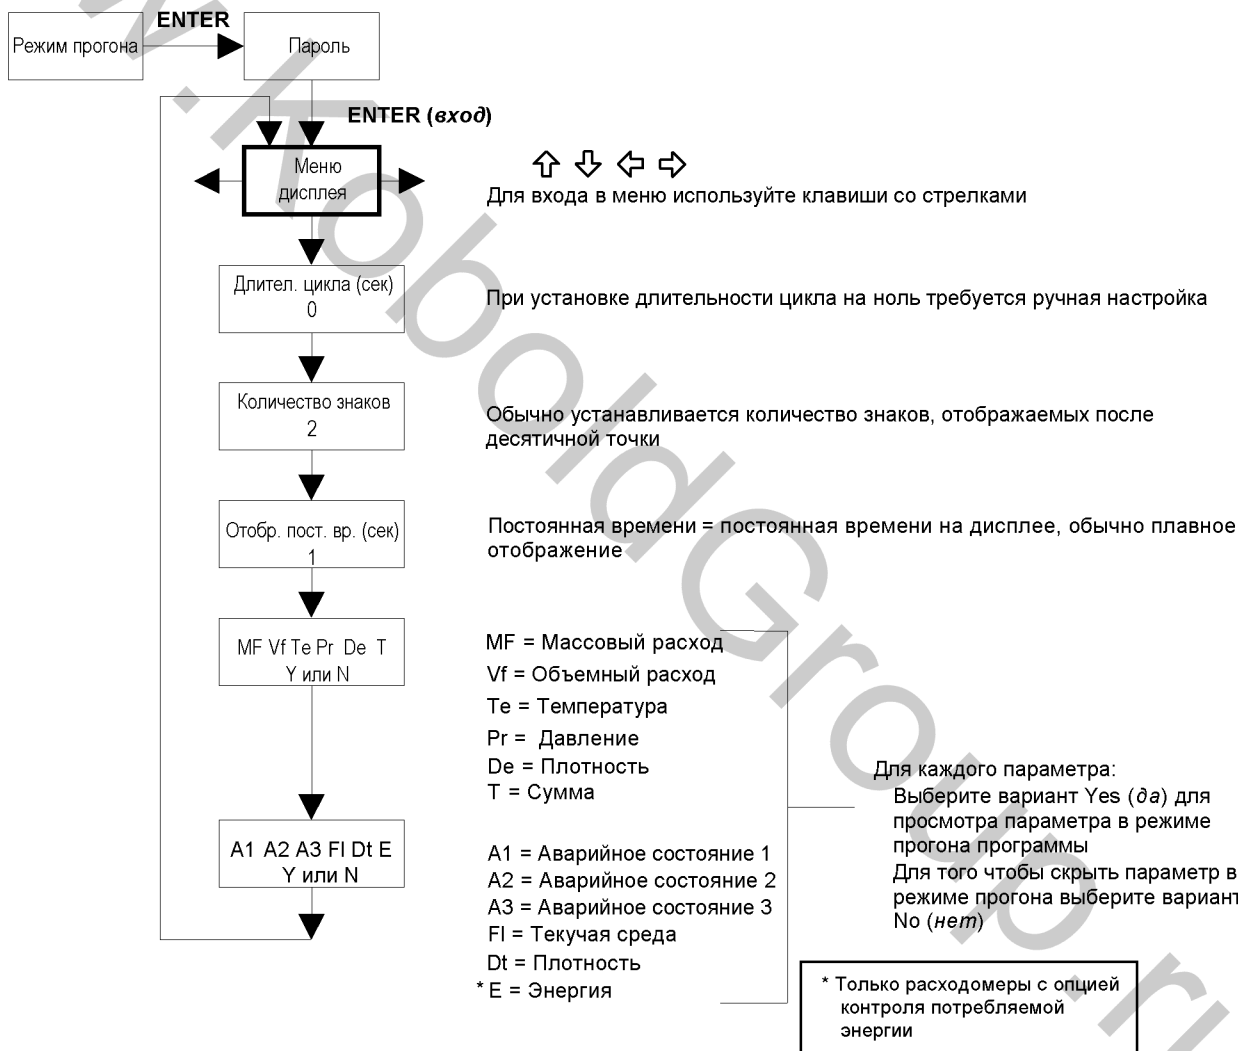 ENTER
Режим прогона
Пароль
ENTER (вход)
Меню
дисплея
Для входа в меню используйте клавиши со стрелками
Длител. цикла (сек)
0
При установке длительности цикла на ноль требуется ручная настройка
Количество знаков
2
Обычно устанавливается количество знаков, отображаемых после
десятичной точки
Отобр. пост. вр. (сек)
1
Постоянная времени = постоянная времени на дисплее, обычно плавное
отображение
MF Vf Te Pr De T
Y или N
MF = Массовый расход
Vf = Объемный расход
Te = Температура
Pr = Давление
De = Плотность
T = Сумма
A1 A2 A3 Fl Dt E
Y или N
A1 = Аварийное состояние 1
A2 = Аварийное состояние 2
A3 = Аварийное состояние 3
Fl = Текучая среда
Dt = Плотность
* E = Энергия
Для каждого параметра:
Выберите вариант Yes (да) для
просмотра параметра в режиме
прогона программы
Для того чтобы скрыть параметр в
режиме прогона выберите вариант
No (нет)
* Только расходомеры с опцией
контроля потребляемой
энергии
w.KoboldGroup.ru